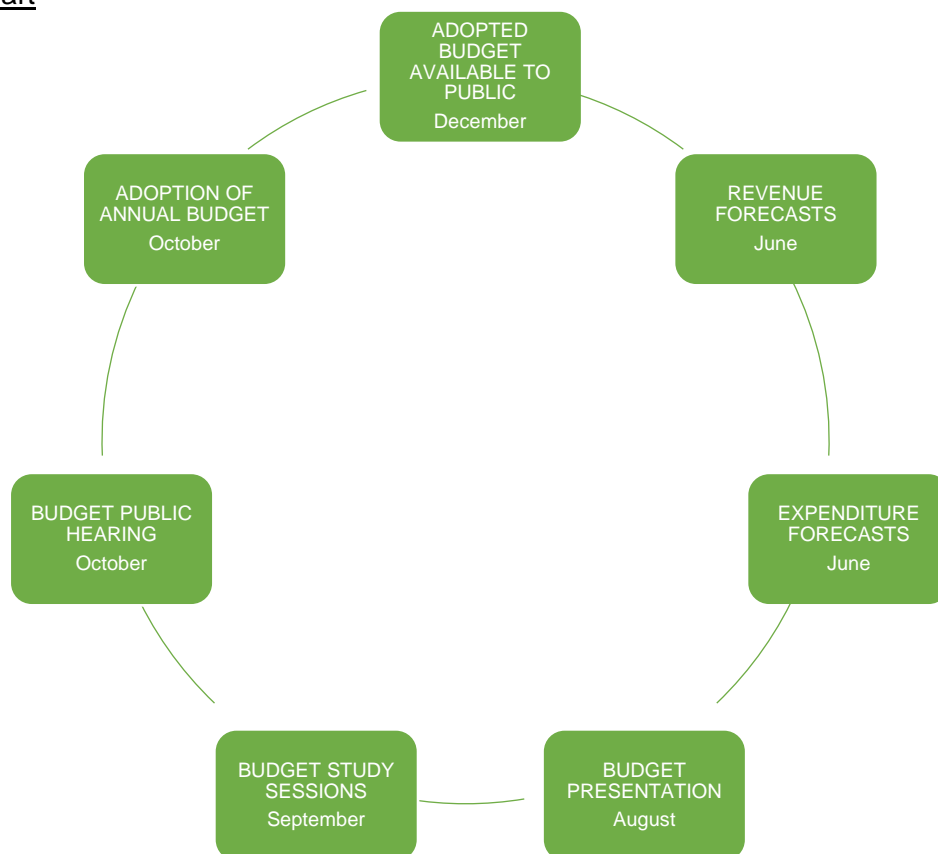 ADOPTED
BUDGET
AVAILABLE TO
PUBLIC
December
REVENUE
FORECASTS
June
EXPENDITURE
FORECASTS
June
BUDGET
PRESENTATION
August
BUDGET STUDY
SESSIONS
September
BUDGET PUBLIC
HEARING
October
ADOPTION OF
ANNUAL BUDGET
October